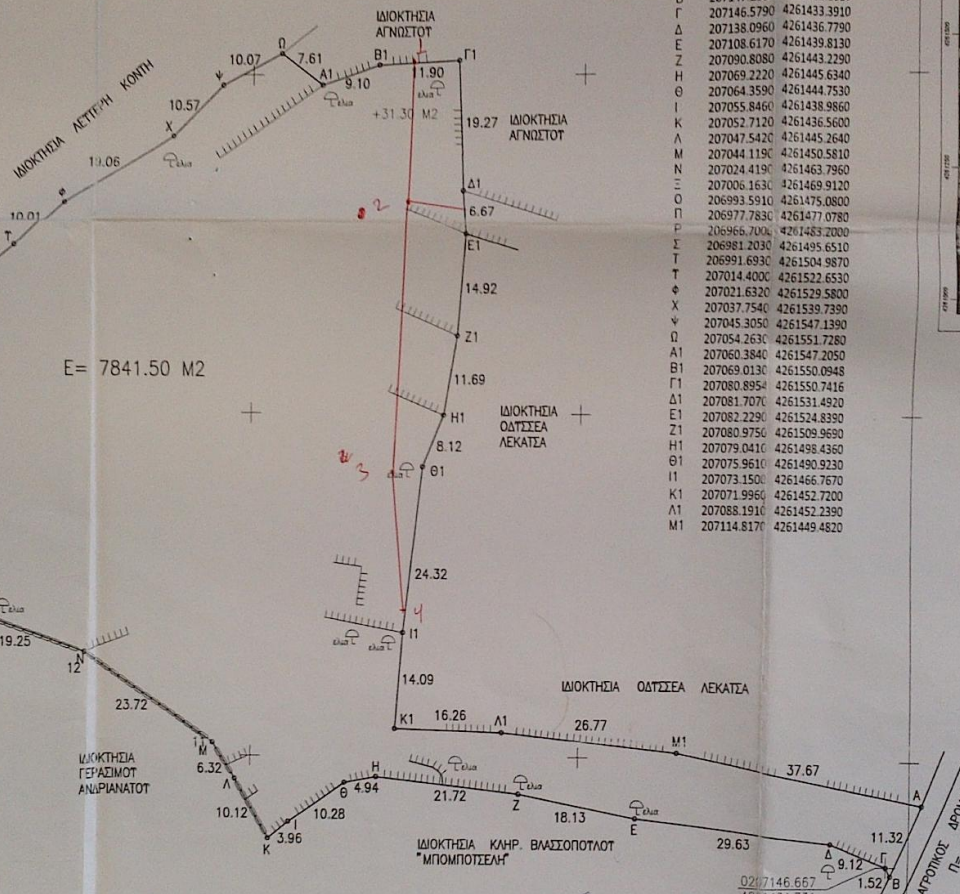 ΙΔΙΟΚΤΗΣΙΑ
ΑΓΝΩΣΤΟΤ
ΙΔΙΟΚΤΗΣΙΑ ΛΕΤΤΕΡΗ ΚΟΝΤΗ
10.07
Ω
7.61
Α1
9.10
Β1
1
1.90
Γ1
ελια
ελια
Ψ
10.57
Χ
ελια
+31.30 Μ2
19.27
ΙΔΙΟΚΤΗΣΙΑ
ΑΓΝΩΣΤΟΤ
19.06
Φ
10.01
Τ
Δ1
2
6.67
Ε1
14.92
Ζ1
Ε= 7841.50 Μ2
11.69
Η1
ΙΔΙΟΚΤΗΣΙΑ
ΟΔΤΣΣΕΑ
ΛΕΚΑΤΣΑ
8.12
3
ελια
Θ1
24.32
4
Ι1
ελια
ελια
ελια
19.25
Ν
12
14.09
ΙΔΙΟΚΤΗΣΙΑ ΟΔΤΣΣΕΑ ΛΕΚΑΤΣΑ
23.72
Κ1
16.26
Λ1
26.77
Μ1
37.67
Α
11
Μ
ΙΔΙΟΚΤΗΣΙΑ
ΓΕΡΑΣΙΜΟΤ
ΑΝΔΡΙΑΝΑΤΟΤ
6.32
Λ
10.12
Κ
3.96
Ι
10.28
Θ
4.94
Η
ελια
21.72
Ζ
ελια
18.13
Ε
ελια
29.63
Δ
9.12
Γ
11.32
1.52
Β
ΙΔΙΟΚΤΗΣΙΑ ΚΛΗΡ. ΒΛΑΣΣΟΠΟΤΛΟΤ
"ΜΠΟΜΠΟΤΣΕΛΗ"
0207146.667
ΑΓΡΟΤΙΚΟΣ
Π=
Γ 207146.5790 4261433.3910
Δ 207138.0960 4261436.7790
Ε 207108.6170 4261439.8130
Ζ 207090.8080 4261443.2290
Η 207069.2220 4261445.6340
Θ 207064.3590 4261444.7530
Ι 207055.8460 4261438.9860
Κ 207052.7120 4261436.5600
Λ 207047.5420 4261445.2640
Μ 207044.1190 4261450.5810
Ν 207024.4190 4261463.7960
Ξ 207006.1630 4261469.9120
Ο 206993.5910 4261475.0800
Π 206977.7830 4261477.0780
Ρ 206966.7000 4261483.2000
Σ 206981.2030 4261495.6510
Τ 206991.6930 4261504.9870
Τ 207014.4000 4261522.6530
Φ 207021.6320 4261529.5800
Χ 207037.7540 4261539.7390
Ψ 207045.3050 4261547.1390
Ω 207054.2630 4261551.7280
Α1 207060.3840 4261547.2050
Β1 207069.0130 4261550.0948
Γ1 207080.8954 4261550.7416
Δ1 207081.7070 4261531.4920
Ε1 207082.2290 4261524.8390
Ζ1 207080.9750 4261509.9690
Η1 207079.0410 4261498.4360
Θ1 207075.9610 4261490.9230
Ι1 207073.1500 4261466.7670
Κ1 207071.9960 4261452.7200
Λ1 207088.1910 4261452.2390
Μ1 207114.8170 4261449.4820